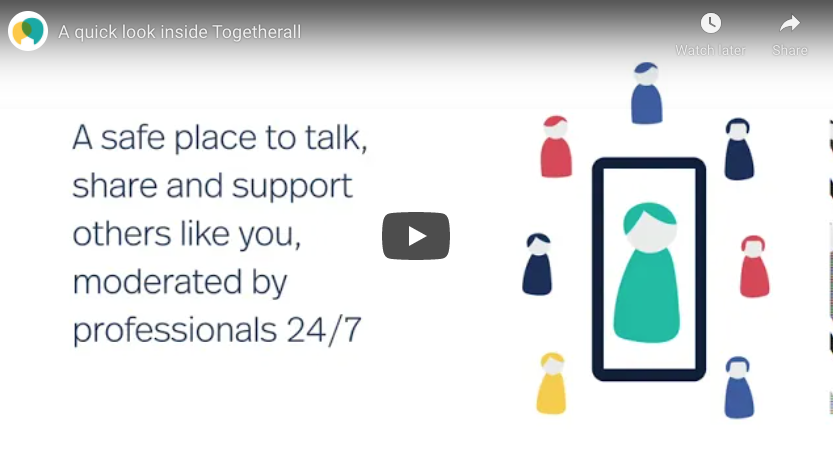 A quick look inside Togetherall
Watch later
Share
A safe place to talk,
share and support
others like you,
moderated by
professionals 24/7